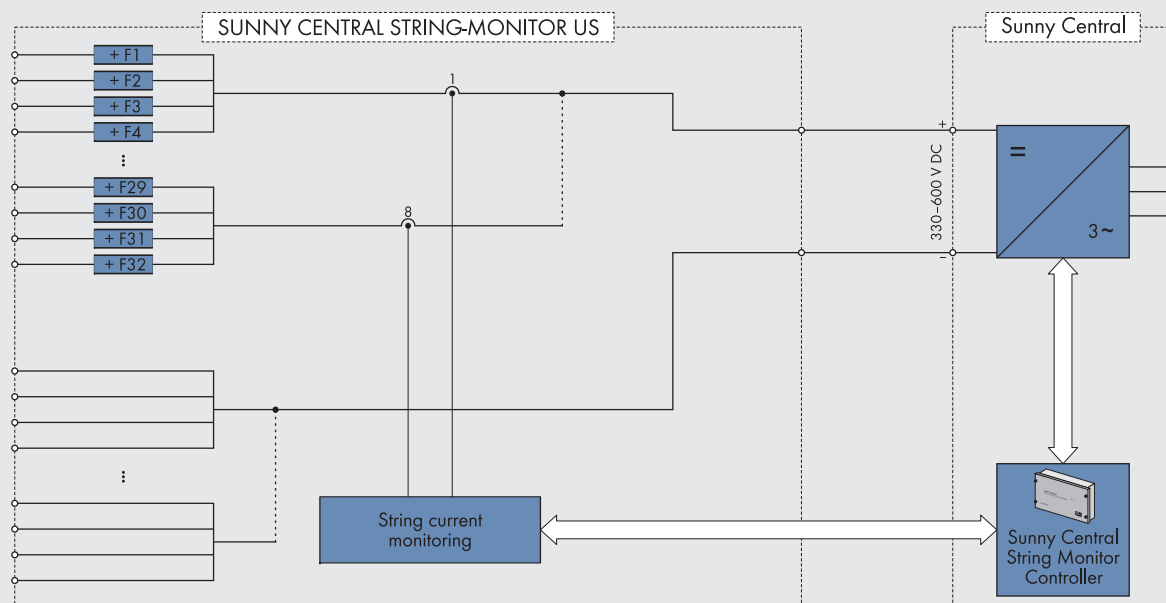 SUNNY CENTRAL STRING-MONITOR US
Sunny Central
+ F1
+ F2
+ F3
+ F4
+ F29
+ F30
+ F31
+ F32
1
8
+
330–600 V DC
–
=
3~
String current
monitoring
Sunny Central
String Monitor
Controller